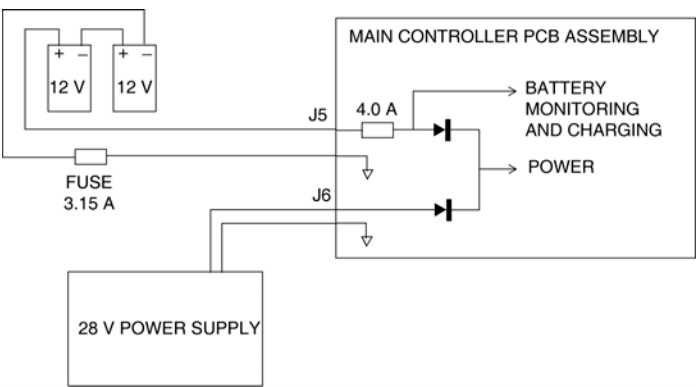 MAIN CONTROLLER PCB ASSEMBLY
+ – + –
12 V 12 V
J5 4.0 A
BATTERY
MONITORING
AND CHARGING
POWER
FUSE
3.15 A
J6
28 V POWER SUPPLY